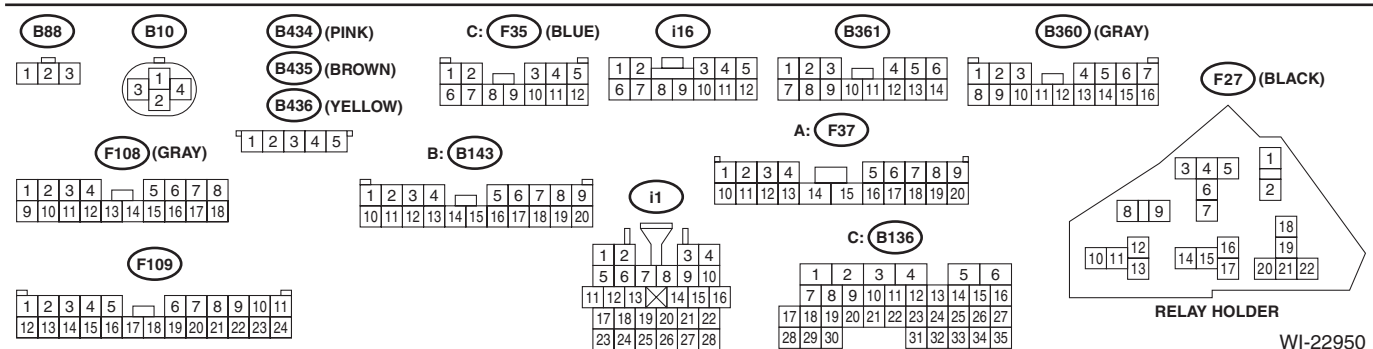 B88
1 2 3
B10
1
3 4
2
B434 (PINK)
B435 (BROWN)
B436 (YELLOW)
1 2 3 4 5
C: F35 (BLUE)
1 2 3 4 5
6 7 8 9 10 11 12
i16
1 2 3 4 5
6 7 8 9 10 11 12
B361
1 2 3 4 5 6
7 8 9 10 11 12 13 14
B360 (GRAY)
1 2 3 4 5 6 7
8 9 10 11 12 13 14 15 16
F108 (GRAY)
1 2 3 4 5 6 7 8
9 10 11 12 13 14 15 16 17 18
B: B143
1 2 3 4 5 6 7 8 9
10 11 12 13 14 15 16 17 18 19 20
A: F37
1 2 3 4 5 6 7 8 9
10 11 12 13 14 15 16 17 18 19 20
F109
1 2 3 4 5 6 7 8 9 10 11
12 13 14 15 16 17 18 19 20 21 22 23 24
i1
1 2 3 4
5 6 7 8 9 10
11 12 13 14 15 16
17 18 19 20 21 22
23 24 25 26 27 28
C: B136
1 2 3 4 5 6
7 8 9 10 11 12 13 14 15 16
17 18 19 20 21 22 23 24 25 26 27
28 29 30 31 32 33 34 35
F27 (BLACK)
1
3 4 5
2
6
7
8 9
18
12 16
10 11 14 15 19
13 17
20 21 22
RELAY HOLDER
WI-22950